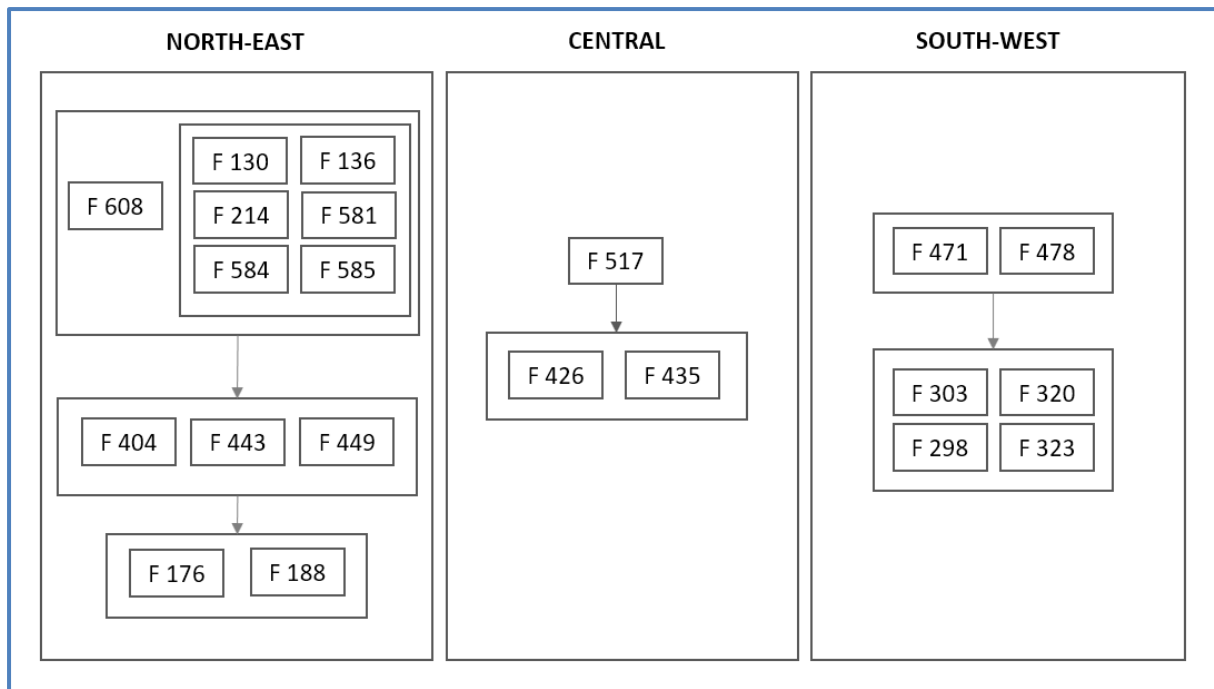 NORTH-EAST
F 130 F 136
F 608
F 214 F 581
F 584 F 585
F 404 F 443 F 449
F 176 F 188
CENTRAL
F 517
F 426 F 435
SOUTH-WEST
F 471 F 478
F 303 F 320
F 298 F 323